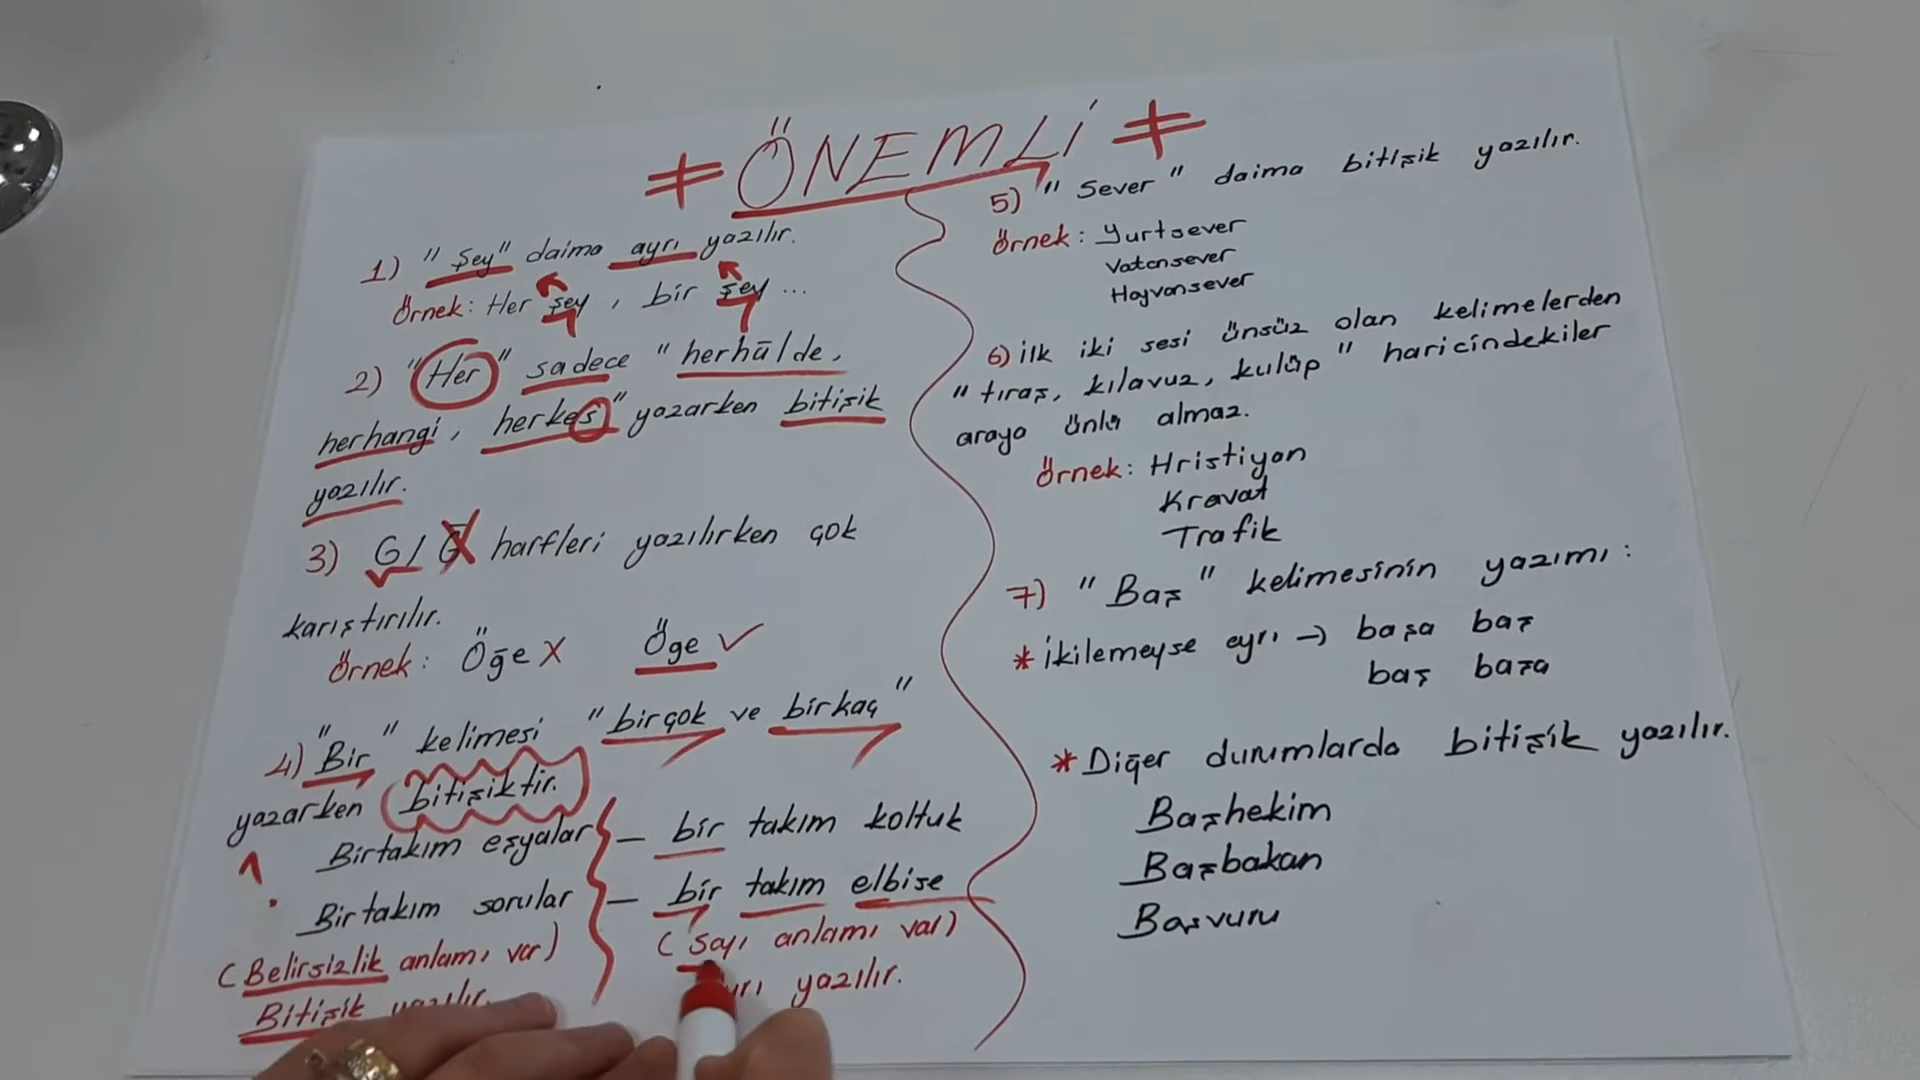 ÖNEMLİ
1) "Şey" daima ayrı yazılır.
Örnek: Her şey, bir şey ...
2) "Her" sadece "herhâlde,
herhangi, herkes" yazarken bitişik
yazılır.
3) G/Ğ harfleri yazılırken çok
karıştırılır.
Örnek: Öğe X Öge ✓
4) "Bir" kelimesi "birçok ve birkaç"
yazarken bitişiktir.
Birtakım eşyalar
Birtakım sorular
(Belirsizlik anlamı var)
Bitişik yazılır.
— bir takım koltuk
— bir takım elbise
(Sayı anlamı var)
yazılır.
5) "Sever" daima bitişik yazılır.
Örnek: Yurtsever
Vatansever
Hayvansever
6) İlk iki sesi ünsüz olan kelimelerden
"tıraş, kılavuz, kulüp" haricindekiler
araya ünlü almaz.
Örnek: Hristiyan
Kravat
Trafik
7) "Baş" kelimesinin yazımı:
* İkilemeyse ayrı → başa baş
baş başa
* Diğer durumlarda bitişik yazılır.
Başhekim
Başbakan
Başvuru